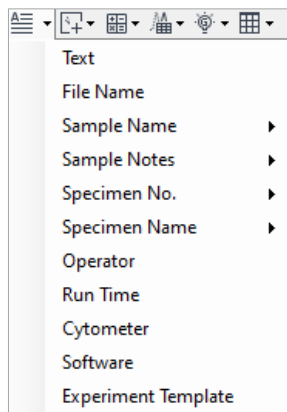 Text
File Name
Sample Name
Sample Notes
Specimen No.
Specimen Name
Operator
Run Time
Cytometer
Software
Experiment Template